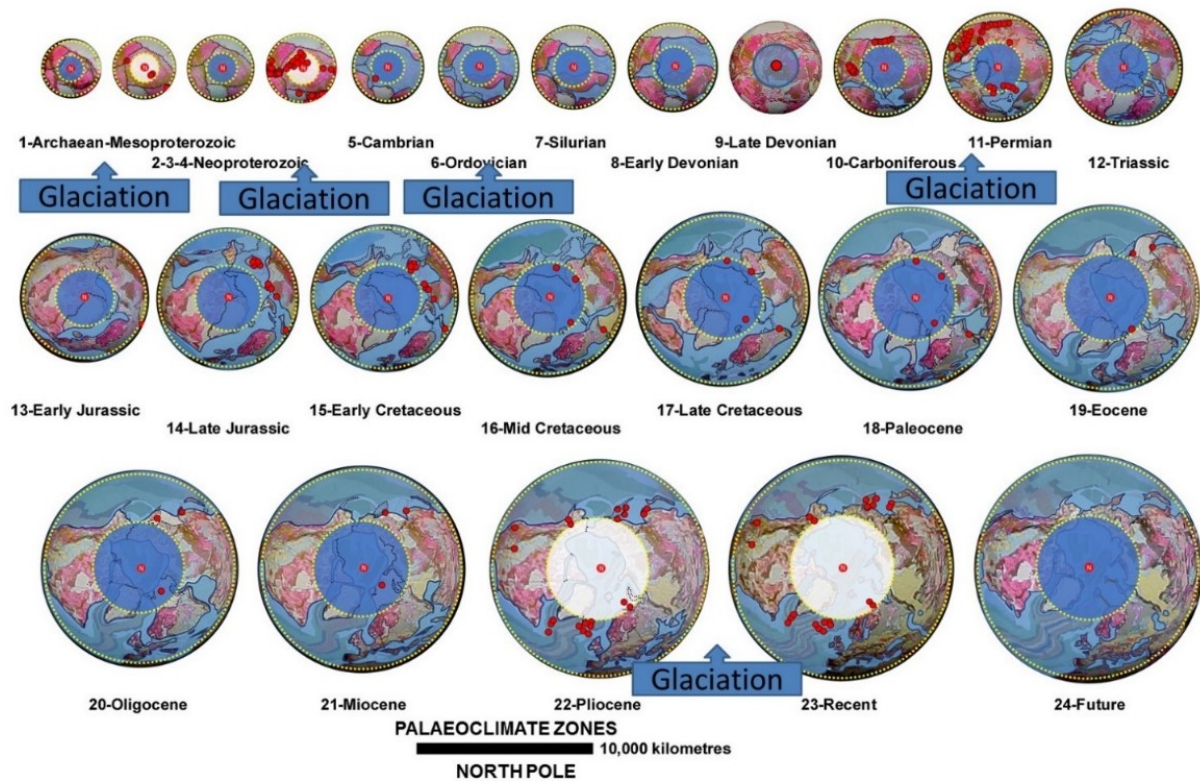 1-Archaean-Mesoproterozoic
2-3-4-Neoproterozoic
5-Cambrian
6-Ordovician
7-Silurian
8-Early Devonian
9-Late Devonian
10-Carboniferous
11-Permian
12-Triassic
Glaciation
Glaciation
Glaciation
Glaciation
N
N
N
N
N
N
N
N
N
N
N
13-Early Jurassic
14-Late Jurassic
15-Early Cretaceous
16-Mid Cretaceous
17-Late Cretaceous
18-Paleocene
19-Eocene
N
N
N
N
N
N
N
20-Oligocene
21-Miocene
22-Pliocene
23-Recent
24-Future
N
N
N
N
N
Glaciation
PALAEOCLIMATE ZONES
10,000 kilometres
NORTH POLE